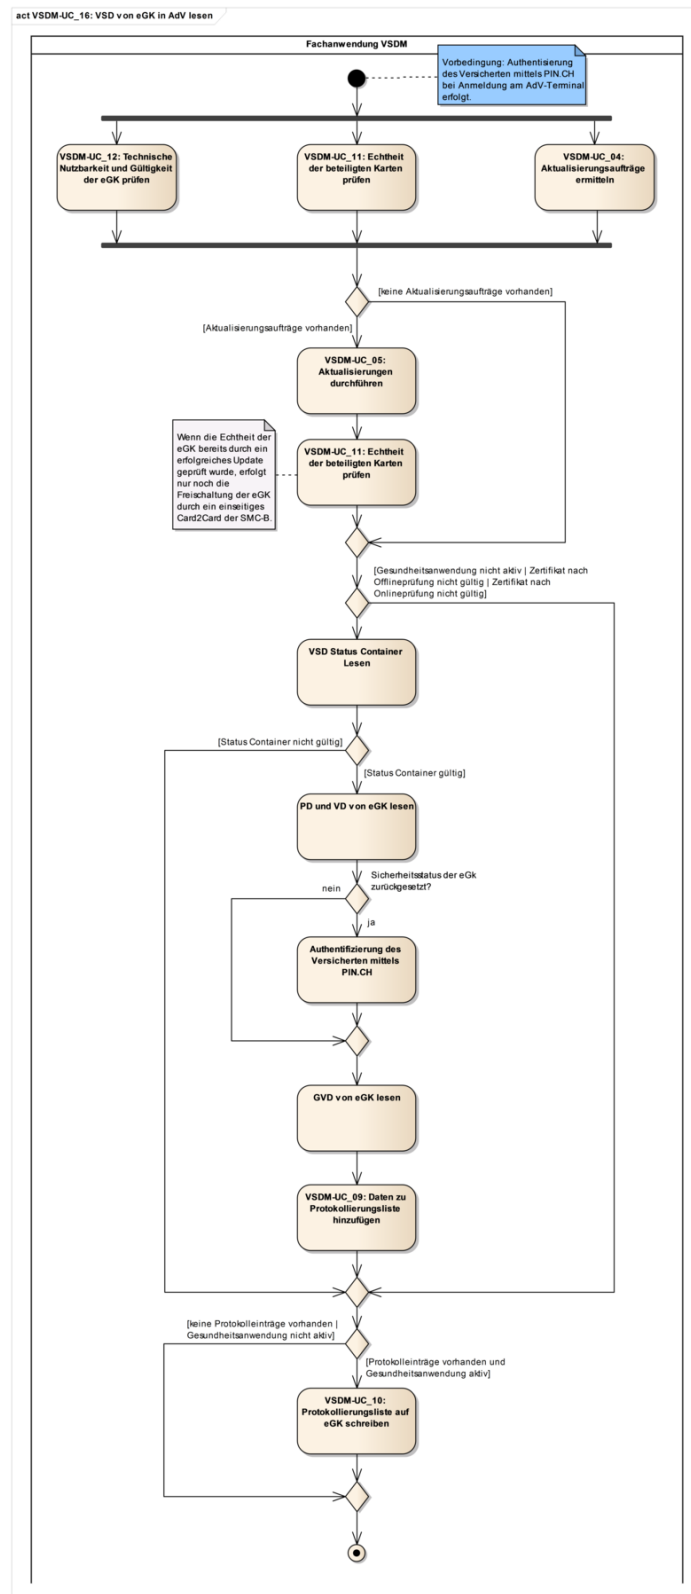 act VSDM-UC_16: VSD von eGK in AdV lesen
Fachanwendung VSDM
Vorbedingung: Authentisierung
des Versicherten mittels PIN.CH
bei Anmeldung am AdV-Terminal
erfolgt.
VSDM-UC_12: Technische
Nutzbarkeit und Gültigkeit
der eGK prüfen
VSDM-UC_11: Echtheit
der beteiligten Karten
prüfen
VSDM-UC_04:
Aktualisierungsaufträge
ermitteln
[keine Aktualisierungsaufträge vorhanden]
[Aktualisierungsaufträge vorhanden]
VSDM-UC_05:
Aktualisierungen
durchführen
Wenn die Echtheit der
eGK bereits durch ein
erfolgreiches Update
geprüft wurde, erfolgt
nur noch die
Freischaltung der eGK
durch ein einseitiges
Card2Card der SMC-B.
VSDM-UC_11: Echtheit
der beteiligten Karten
prüfen
[Gesundheitsanwendung nicht aktiv | Zertifikat nach
Offlineprüfung nicht gültig | Zertifikat nach
Onlineprüfung nicht gültig]
VSD Status Container
Lesen
[Status Container nicht gültig]
[Status Container gültig]
PD und VD von eGK lesen
Sicherheitsstatus der eGk
zurückgesetzt?
nein
ja
Authentifizierung des
Versicherten mittels
PIN.CH
GVD von eGK lesen
VSDM-UC_09: Daten zu
Protokollierungsliste
hinzufügen
[keine Protokolleinträge vorhanden |
Gesundheitsanwendung nicht aktiv]
[Protokolleinträge vorhanden und
Gesundheitsanwendung aktiv]
VSDM-UC_10:
Protokollierungsliste auf
eGK schreiben